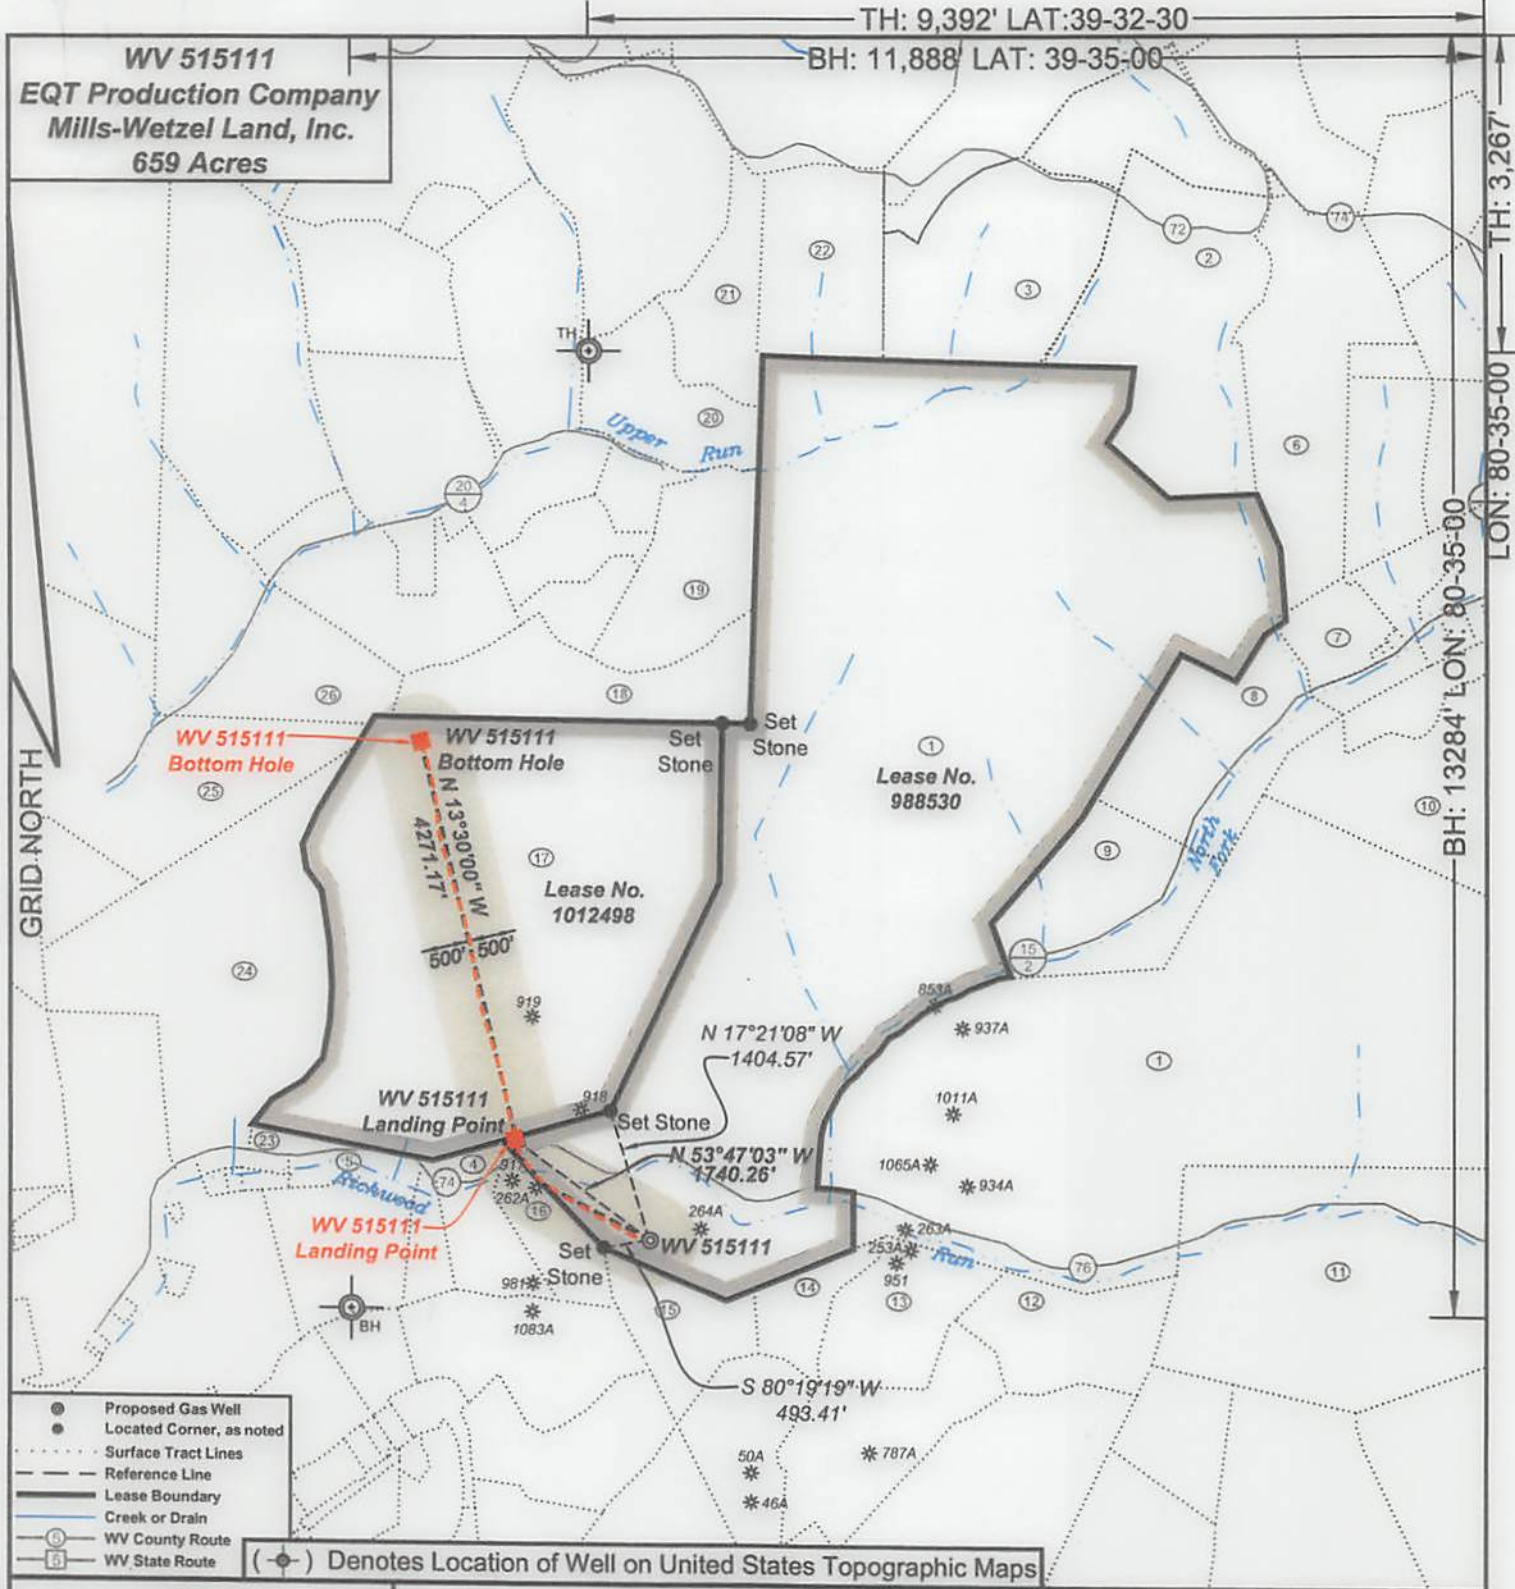 TH: 9,392' LAT:39-32-30
BH: 11,888' LAT: 39-35-00
WV 515111
EQT Production Company
Mills-Wetzel Land, Inc.
659 Acres
TH: 3,267'
LON: 80-35-00
BH: 13284' LON: 80-35-00
GRID NORTH
74
72
2
22
3
21
TH
20
Upper
Run
6
20
4
19
7
26
18
8
WV 515111
Bottom Hole
WV 515111
Bottom Hole
Set
Stone
Set
Stone
1
Lease No.
988530
25
10
N 13°30'00" W
4271.17'
17
Lease No.
1012498
9
North
Fork
500'
500'
24
15
2
919
853A
937A
N 17°21'08" W
1404.57'
1
WV 515111
Landing Point
918
Set Stone
1011A
23
5
4
N 53°47'03" W
1740.26'
1065A
934A
74
262A
16
264A
WV 515111
Landing Point
WV 515111
263A
253A
951
Run
76
11
Set
Stone
981
1083A
BH
15
14
13
12
S 80°19'19" W
493.41'
787A
50A
46A
Proposed Gas Well
Located Corner, as noted
Surface Tract Lines
Reference Line
Lease Boundary
Creek or Drain
5 WV County Route
5 WV State Route
( ) Denotes Location of Well on United States Topographic Maps